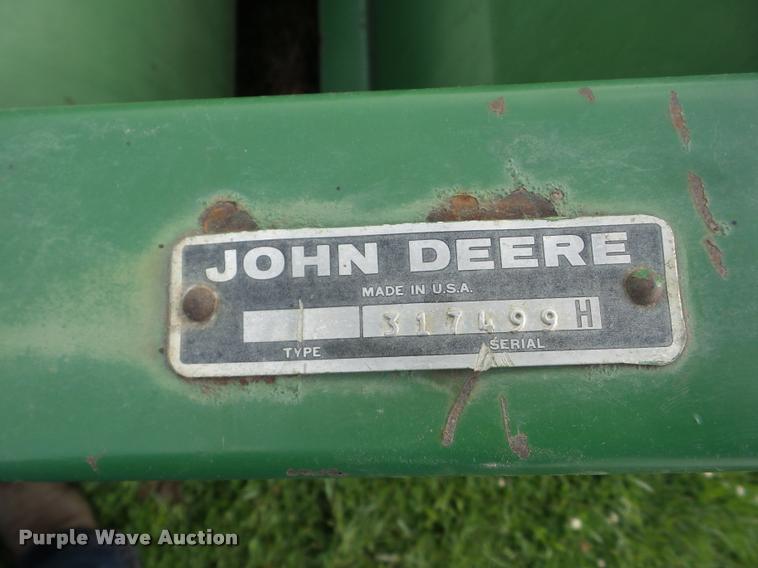 JOHN DEERE
MADE IN U.S.A.
317499 H
TYPE SERIAL
Purple Wave Auction